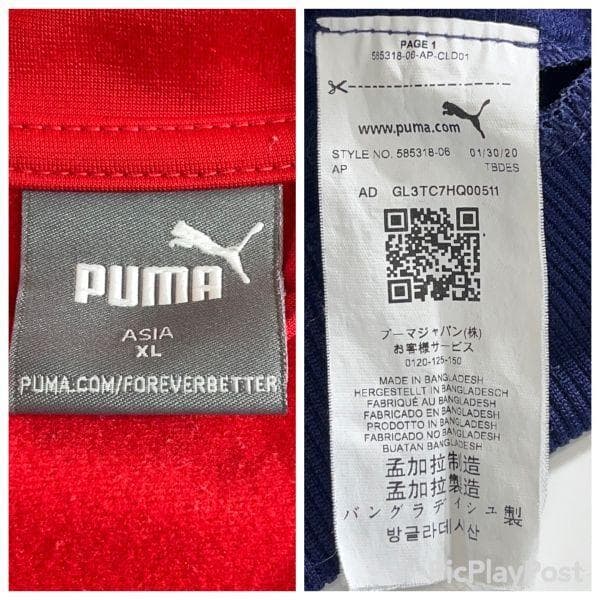 PUMA
ASIA
XL
PUMA.COM/FOREVERBETTER
PAGE 1
585318-06-AP-CLD01
www.puma.com
STYLE NO. 585318-06 01/30/20
AP TBDES
AD GL3TC7HQ00511
プーマジャパン(株)
お客様サービス
0120-125-150
MADE IN BANGLADESH
HERGESTELLT IN BANGLADESCH
FABRIQUÉ AU BANGLADESH
FABRICADO EN BANGLADESH
PRODOTTO IN BANGLADESH
FABRICADO NO BANGLADESH
BUATAN BANGLADESH
孟加拉制造
孟加拉製造
バングラデイシュ製
방글라데시산
PicPlayPost